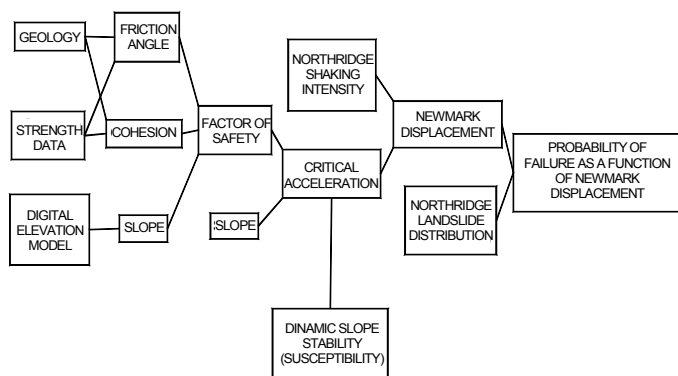 GEOLOGY
FRICTION
ANGLE
STRENGTH
DATA
COHESION
DIGITAL
ELEVATION
MODEL
SLOPE
FACTOR OF
SAFETY
SLOPE
NORTHRIDGE
SHAKING
INTENSITY
CRITICAL
ACCELERATION
DINAMIC SLOPE
STABILITY
(SUSCEPTIBILITY)
NEWMARK
DISPLACEMENT
NORTHRIDGE
LANDSLIDE
DISTRIBUTION
PROBABILITY OF
FAILURE AS A FUNCTION
OF NEWMARK
DISPLACEMENT